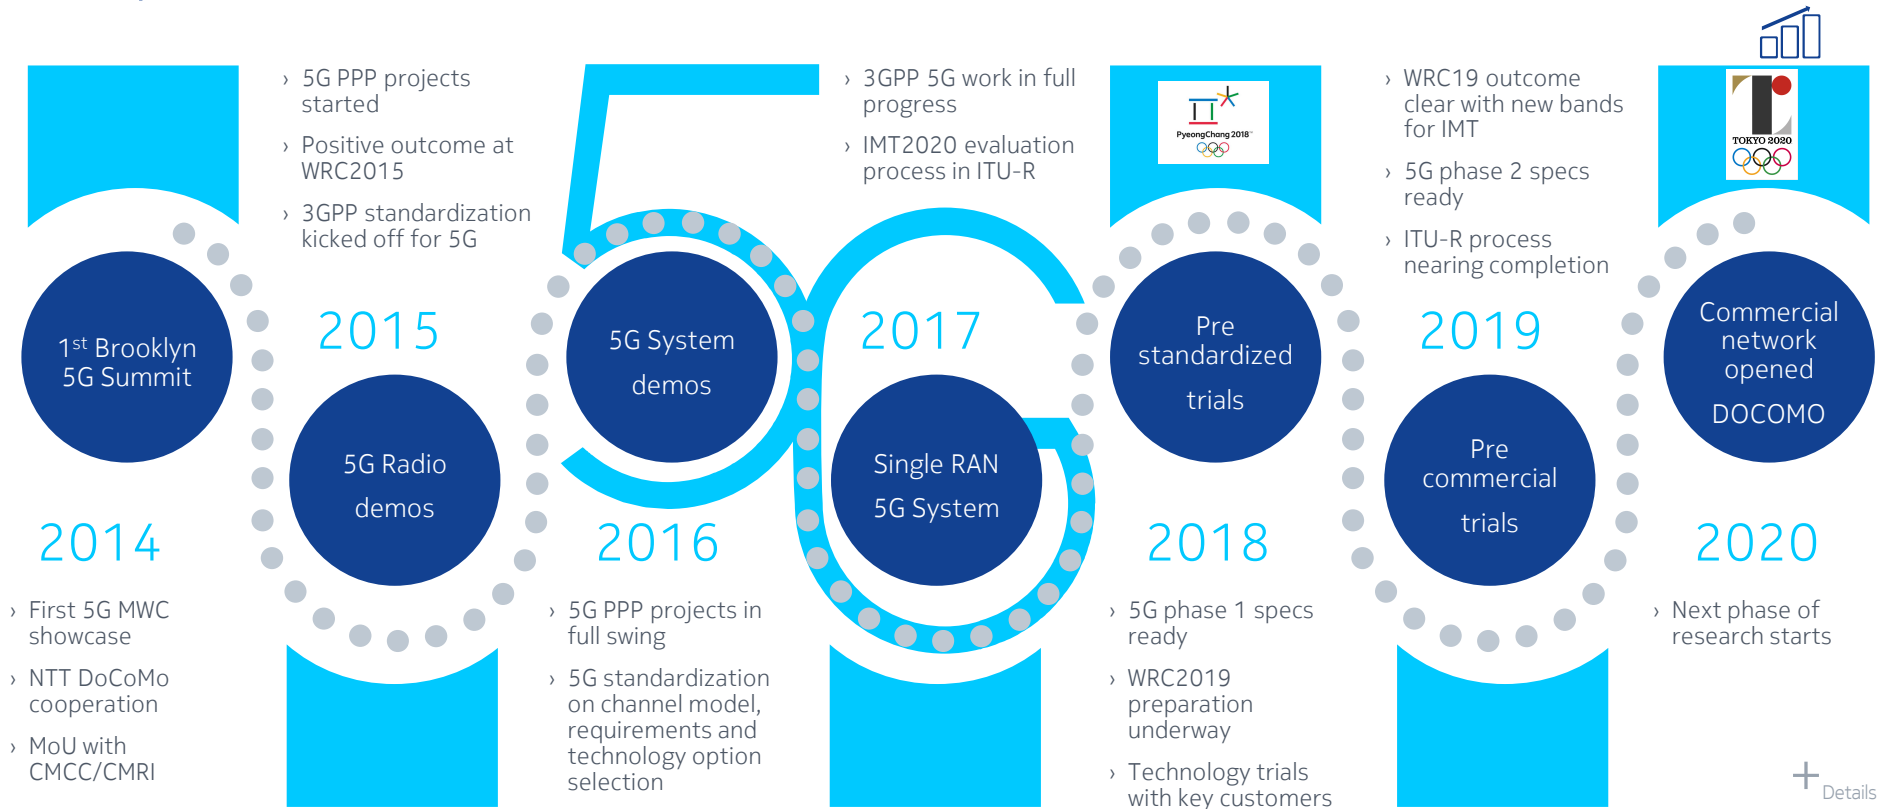 1st Brooklyn
5G Summit
2014
› First 5G MWC
showcase
› NTT DoCoMo
cooperation
› MoU with
CMCC/CMRI
› 5G PPP projects
started
› Positive outcome at
WRC2015
› 3GPP standardization
kicked off for 5G
2015
5G Radio
demos
5G
5G System
demos
2016
› 5G PPP projects in
full swing
› 5G standardization
on channel model,
requirements and
technology option
selection
› 3GPP 5G work in full
progress
› IMT2020 evaluation
process in ITU-R
2017
Single RAN
5G System
PyeongChang 2018™
Pre
standardized
trials
2018
› 5G phase 1 specs
ready
› WRC2019
preparation
underway
› Technology trials
with key customers
› WRC19 outcome
clear with new bands
for IMT
› 5G phase 2 specs
ready
› ITU-R process
nearing completion
2019
Pre
commercial
trials
TOKYO 2020
Commercial
network
opened
DOCOMO
2020
› Next phase of
research starts
+ Details